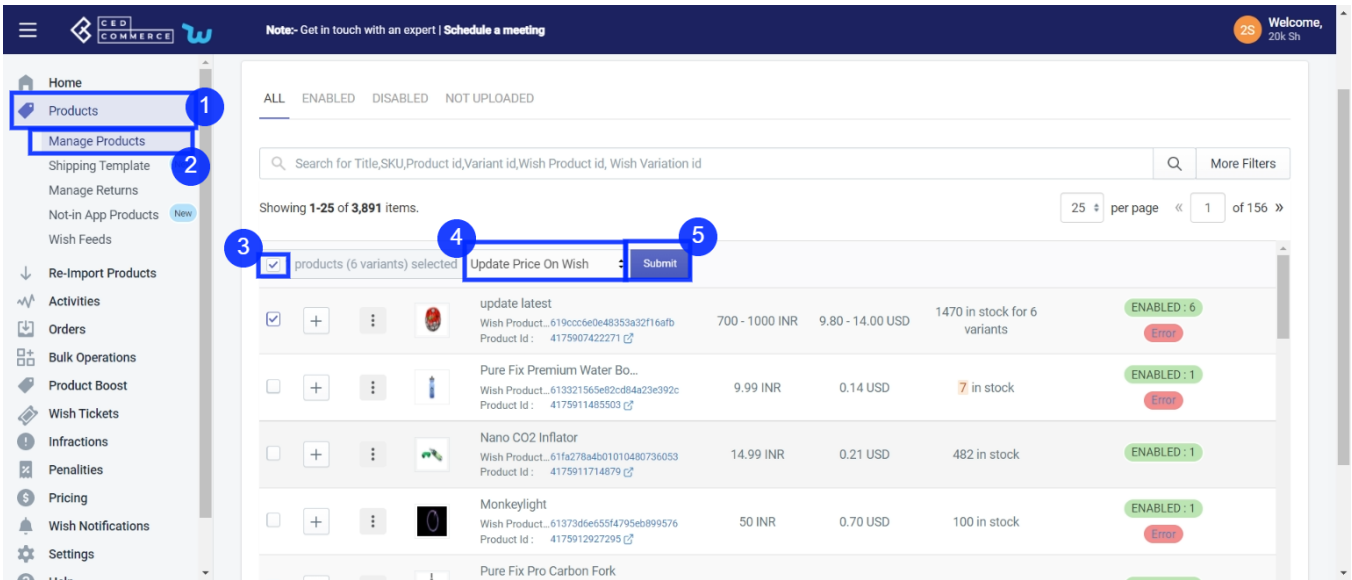 CED COMMERCE
Note:- Get in touch with an expert | Schedule a meeting
2S
Welcome,
20k Sh
Home
Products
1
Manage Products
Shipping Template
2
Manage Returns
Not-in App Products New
Wish Feeds
Re-Import Products
Activities
Orders
Bulk Operations
Product Boost
Wish Tickets
Infractions
Penalities
Pricing
Wish Notifications
Settings
ALL ENABLED DISABLED NOT UPLOADED
Search for Title,SKU,Product id,Variant id,Wish Product id, Wish Variation id
More Filters
Showing 1-25 of 3,891 items.
25 per page « 1 of 156 »
3 4 5
products (6 variants) selected Update Price On Wish Submit
update latest
Wish Product...619ccc6e0e48353a32f16afb
Product Id : 4175907422271
700 - 1000 INR 9.80 - 14.00 USD
1470 in stock for 6
variants
ENABLED : 6
Error
Pure Fix Premium Water Bo...
Wish Product...613321565e82cd84a23e392c
Product Id : 4175911485503
9.99 INR 0.14 USD 7 in stock
ENABLED : 1
Error
Nano CO2 Inflator
Wish Product...61fa278a4b01010480736053
Product Id : 4175911714879
14.99 INR 0.21 USD 482 in stock
ENABLED : 1
Monkeylight
Wish Product...61373d6e655f4795eb899576
Product Id : 4175912927295
50 INR 0.70 USD 100 in stock
ENABLED : 1
Error
Pure Fix Pro Carbon Fork